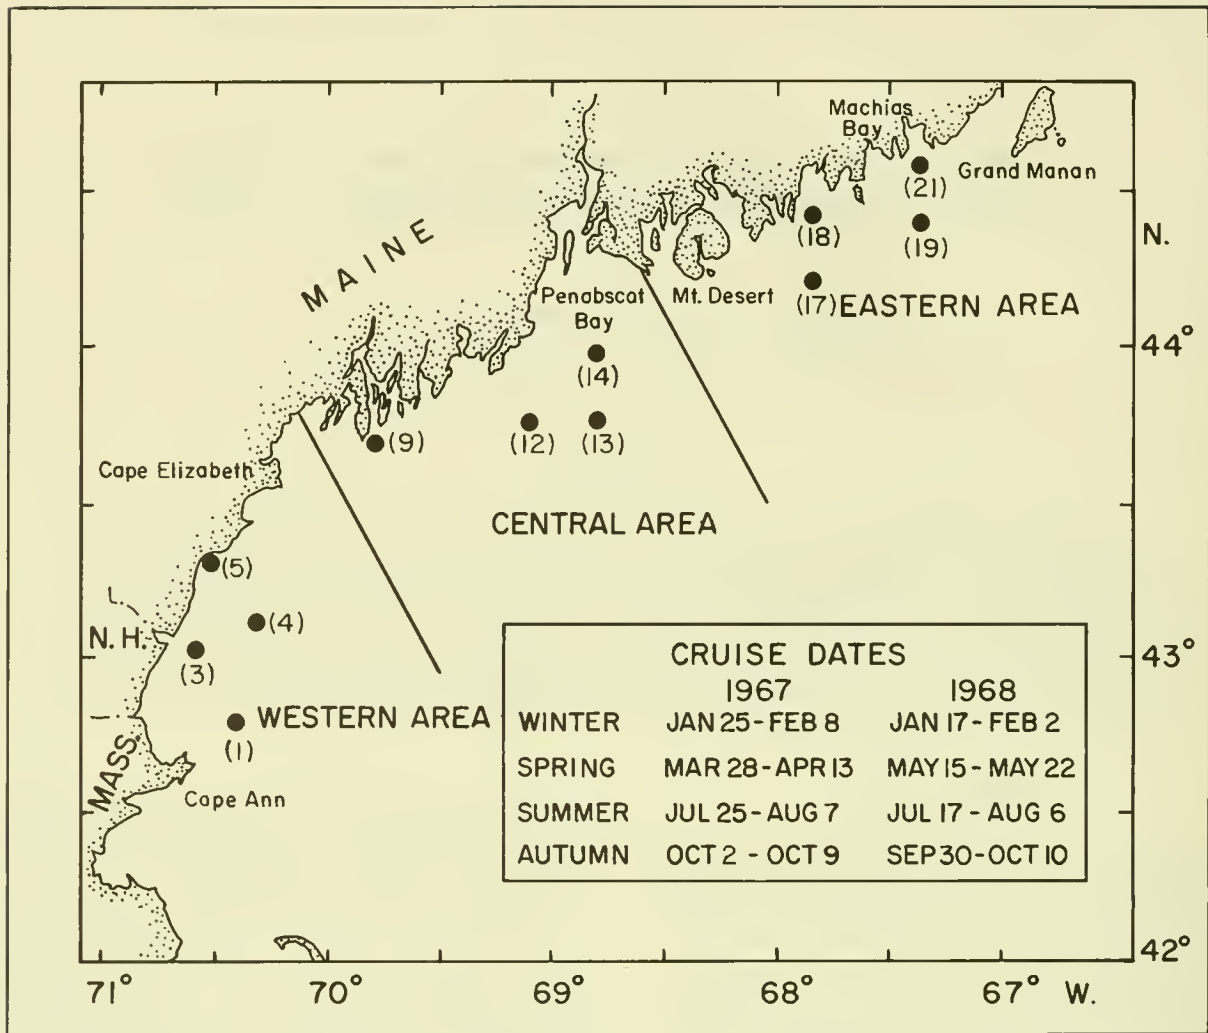 Machias
Bay
Grand Manan
(21)
(18)
(19)
N.
MAINE
Penabscat
Bay
Mt. Desert
(17) EASTERN AREA
44°
(14)
(9)
(12)
(13)
Cape Elizabeth
CENTRAL AREA
(5)
(4)
N. H.
(3)
43°
WESTERN AREA
(1)
MASS.
Cape Ann
CRUISE DATES
1967 1968
WINTER JAN 25-FEB 8 JAN 17-FEB 2
SPRING MAR 28-APR 13 MAY 15-MAY 22
SUMMER JUL 25-AUG 7 JUL 17-AUG 6
AUTUMN OCT 2-OCT 9 SEP 30-OCT 10
42°
71° 70° 69° 68° 67° W.